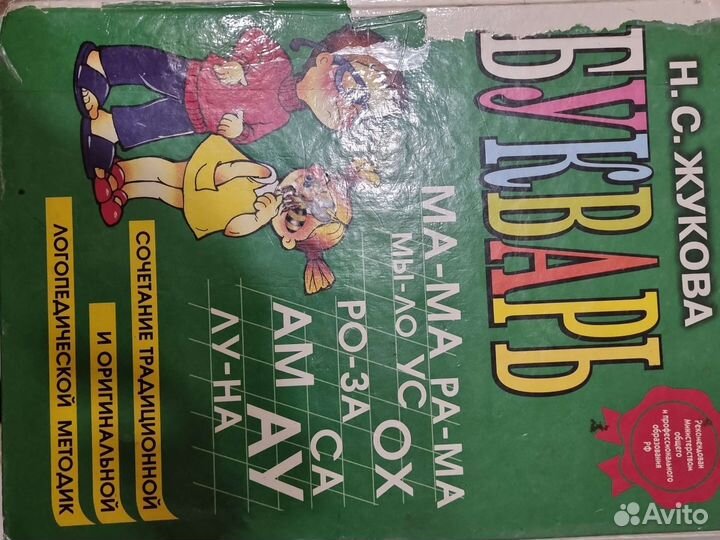 Н. С. ЖУКОВА
БУКВАРЬ
Рекомендован
Министерством
общего
и профессионального
образования
РФ
МА-МА РА-МА
МЫ-ЛО УС ОХ
РО-ЗА СА
АМ АУ
ЛУ-НА
СОЧЕТАНИЕ ТРАДИЦИОННОЙ
И ОРИГИНАЛЬНОЙ
ЛОГОПЕДИЧЕСКОЙ МЕТОДИК
Avito